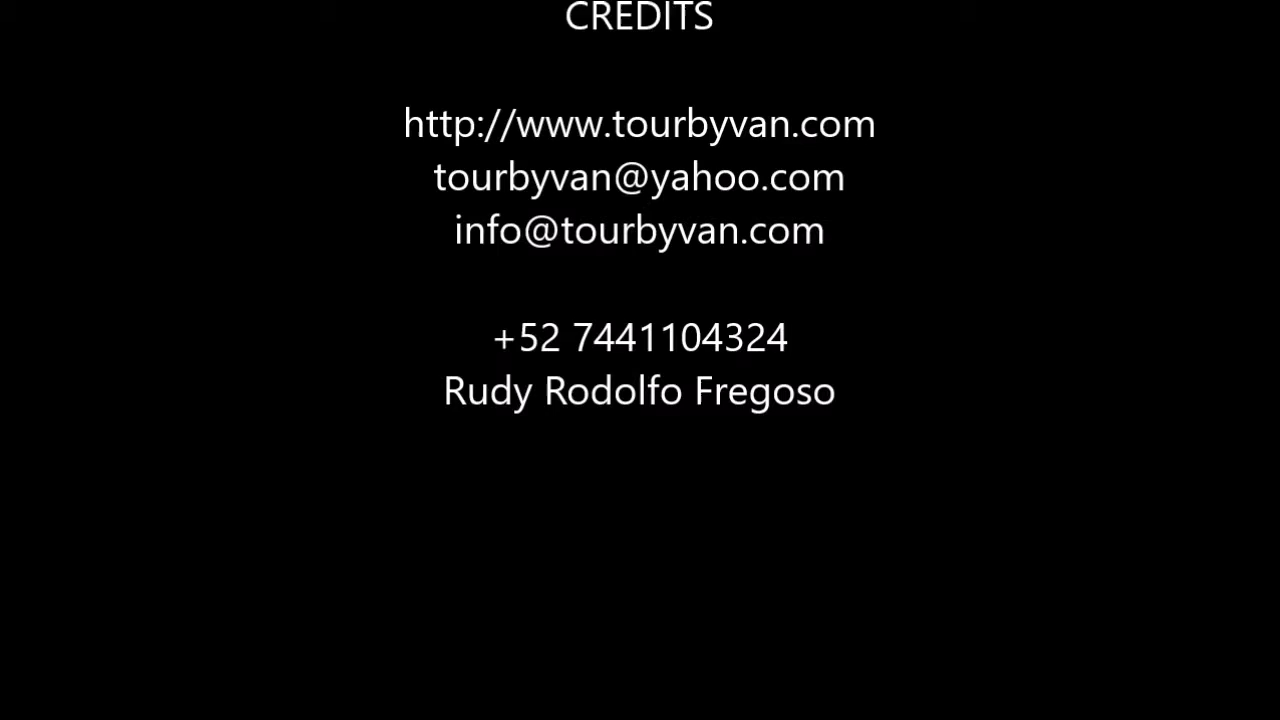 CREDITS
http://www.tourbyvan.com
tourbyvan@yahoo.com
info@tourbyvan.com
+52 7441104324
Rudy Rodolfo Fregoso